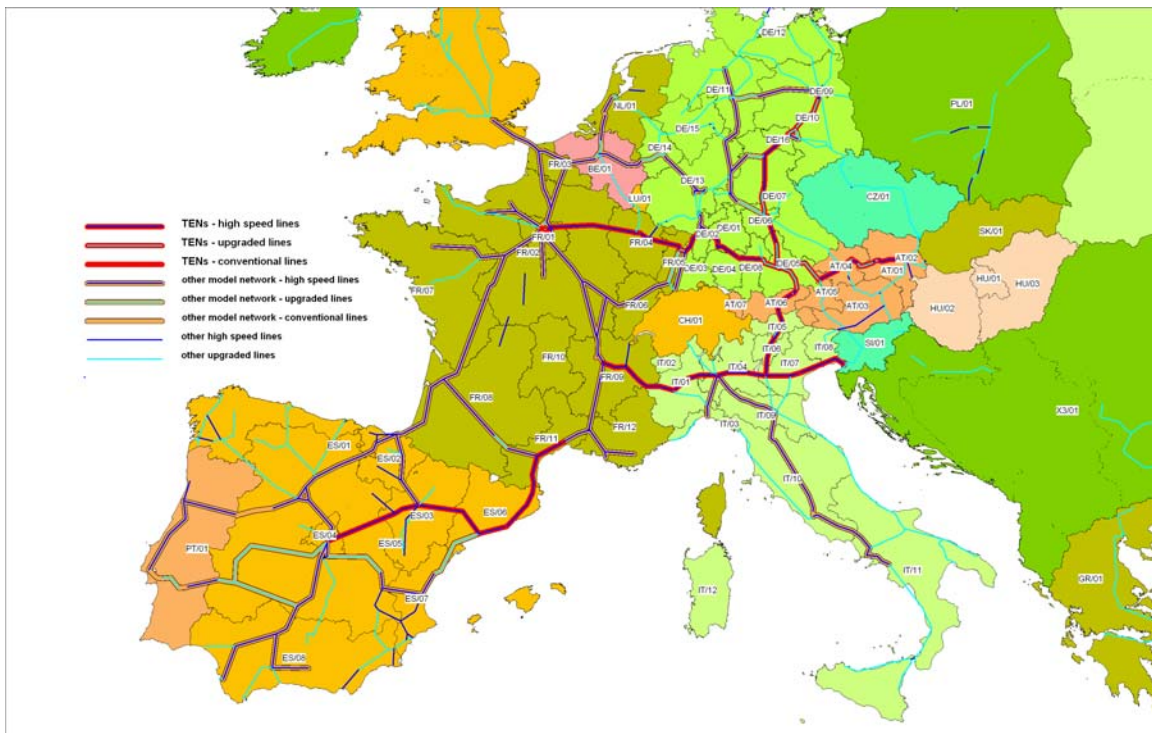 DE/12
DE/11
DE/09
NL/01
PL/01
DE/10
DE/15
DE/16
DE/14
FR/03
BE/01
DE/13
DE/07
CZ/01
LU/01
TENs - high speed lines
TENs - upgraded lines
TENs - conventional lines
other model network - high speed lines
other model network - upgraded lines
other model network - conventional lines
other high speed lines
other upgraded lines
DE/06
DE/01
DE/02
SK/01
FR/01
FR/04
FR/02
FR/05
DE/03
DE/04
DE/08
DE/05
AT/04
AT/02
AT/01
FR/07
HU/01
HU/03
AT/05
FR/06
AT/07
AT/06
AT/03
HU/02
CH/01
IT/05
SI/01
IT/06
IT/08
FR/10
IT/02
IT/07
FR/09
IT/04
IT/01
FR/08
IT/09
X3/01
FR/12
IT/03
FR/11
ES/01
ES/02
IT/10
ES/03
ES/06
ES/04
ES/05
PT/01
IT/11
GR/01
IT/12
ES/07
ES/08